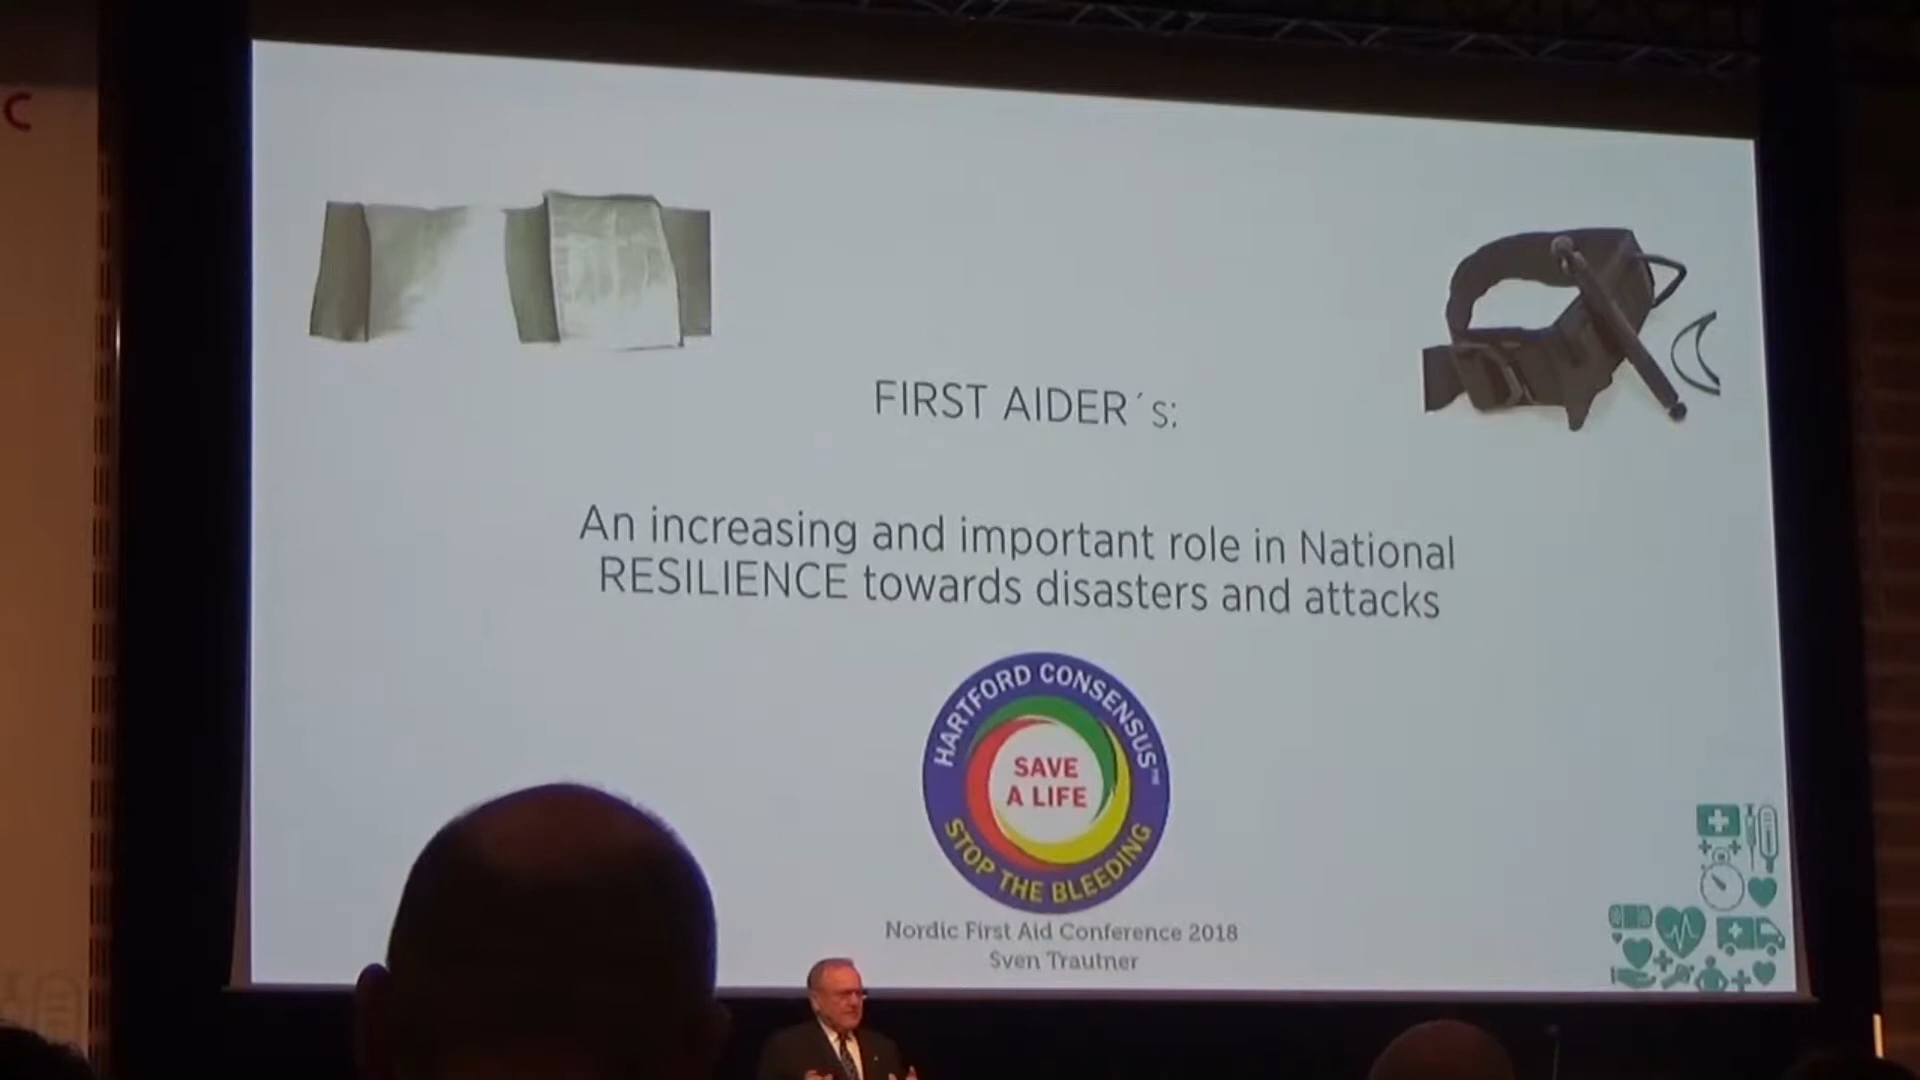 C
FIRST AIDER´s:
An increasing and important role in National
RESILIENCE towards disasters and attacks
HARTFORD CONSENSUS™
SAVE
A LIFE
STOP THE BLEEDING
Nordic First Aid Conference 2018
Sven Trautner